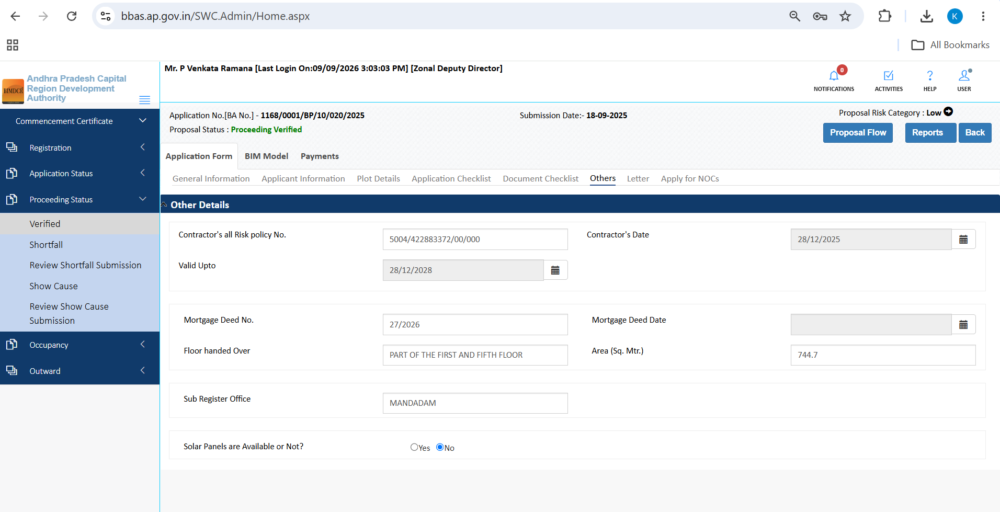 bbas.ap.gov.in/SWC.Admin/Home.aspx
K
All Bookmarks
BIMDCR
Andhra Pradesh Capital
Region Development
Authority
Mr. P Venkata Ramana [Last Login On:09/09/2026 3:03:03 PM] [Zonal Deputy Director]
0
NOTIFICATIONS
ACTIVITIES
HELP
USER
Commencement Certificate
Registration
Application Status
Proceeding Status
Verified
Shortfall
Review Shortfall Submission
Show Cause
Review Show Cause
Submission
Occupancy
Outward
Application No.[BA No.] - 1168/0001/BP/10/020/2025
Submission Date:- 18-09-2025
Proposal Risk Category : Low
Proposal Status : Proceeding Verified
Proposal Flow
Reports
Back
Application Form
BIM Model
Payments
General Information
Applicant Information
Plot Details
Application Checklist
Document Checklist
Others
Letter
Apply for NOCs
Other Details
Contractor's all Risk policy No.
5004/422883372/00/000
Contractor's Date
28/12/2025
Valid Upto
28/12/2028
Mortgage Deed No.
27/2026
Mortgage Deed Date
Floor handed Over
PART OF THE FIRST AND FIFTH FLOOR
Area (Sq. Mtr.)
744.7
Sub Register Office
MANDADAM
Solar Panels are Available or Not?
Yes
No